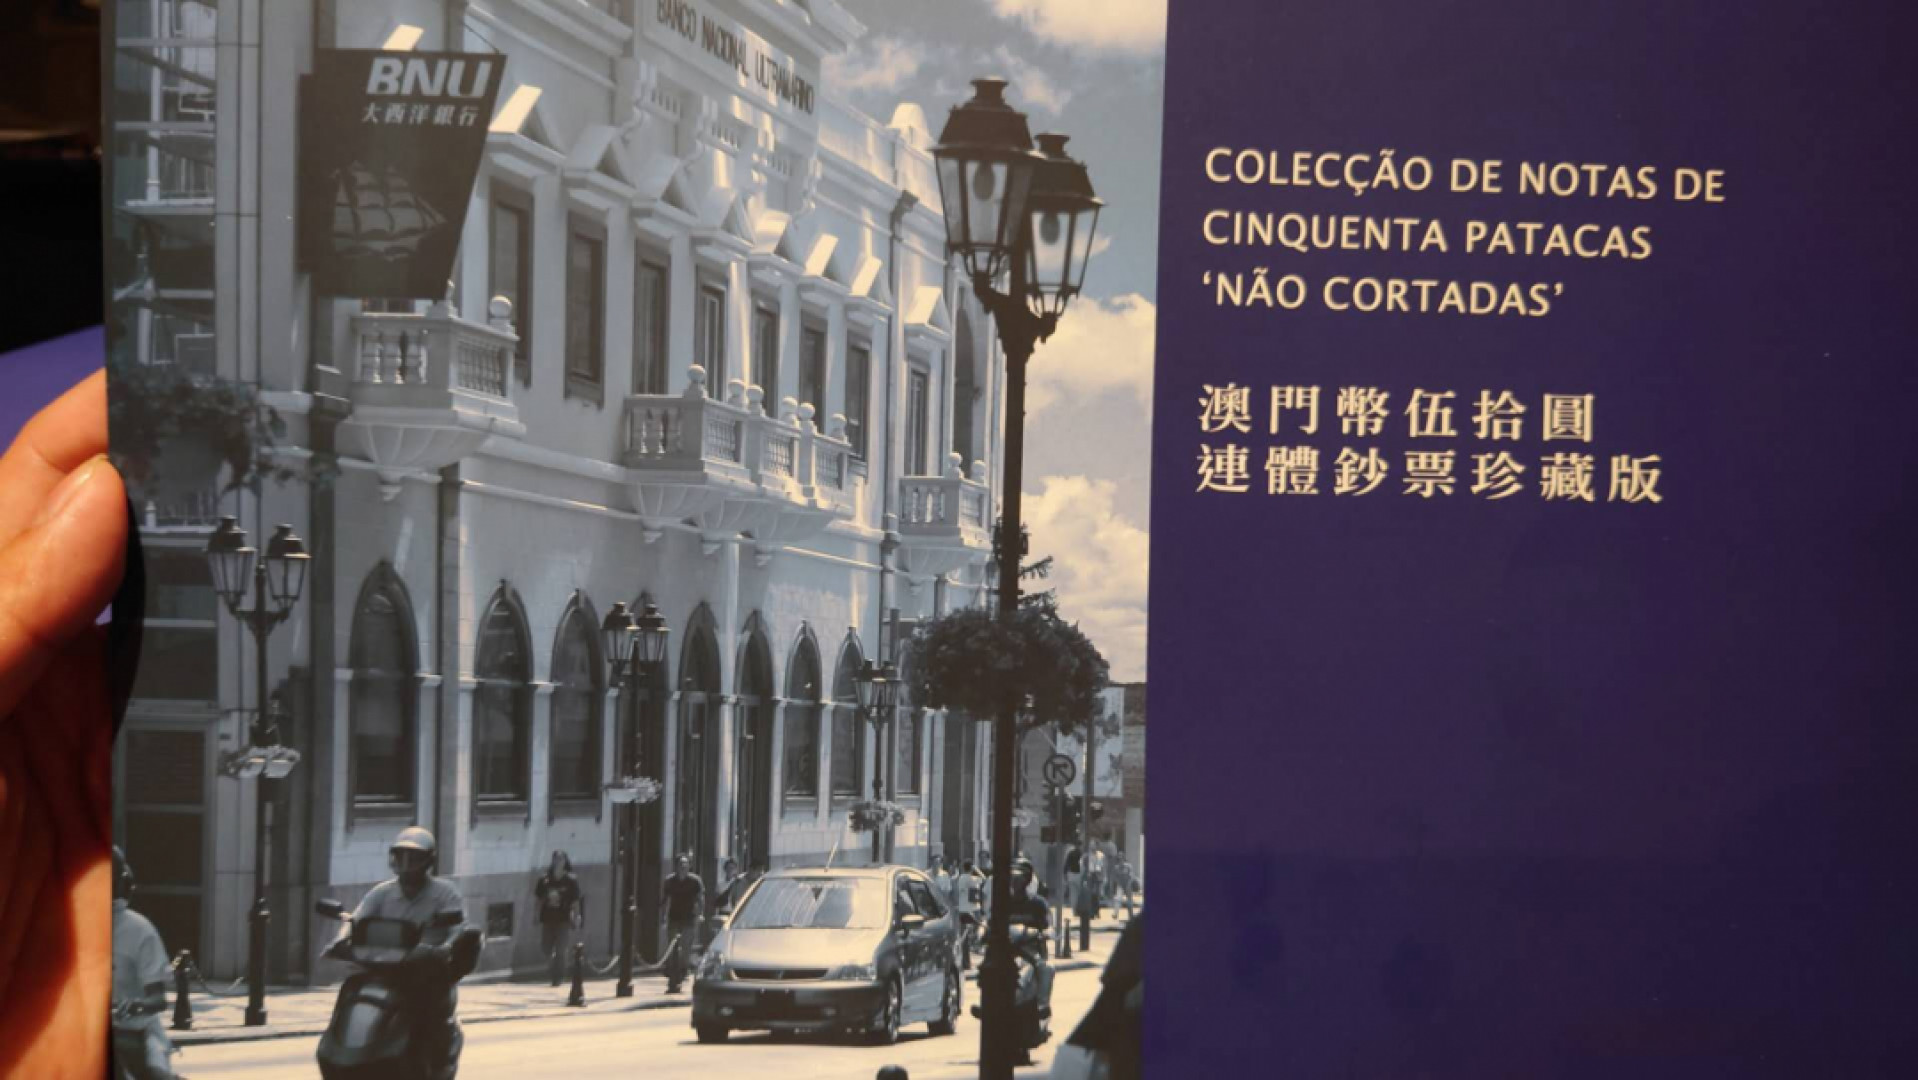 BANCO NACIONAL ULTRAMARINO
BNU
大西洋銀行
COLECÇÃO DE NOTAS DE
CINQUENTA PATACAS
‘NÃO CORTADAS’
澳門幣伍拾圓
連體鈔票珍藏版